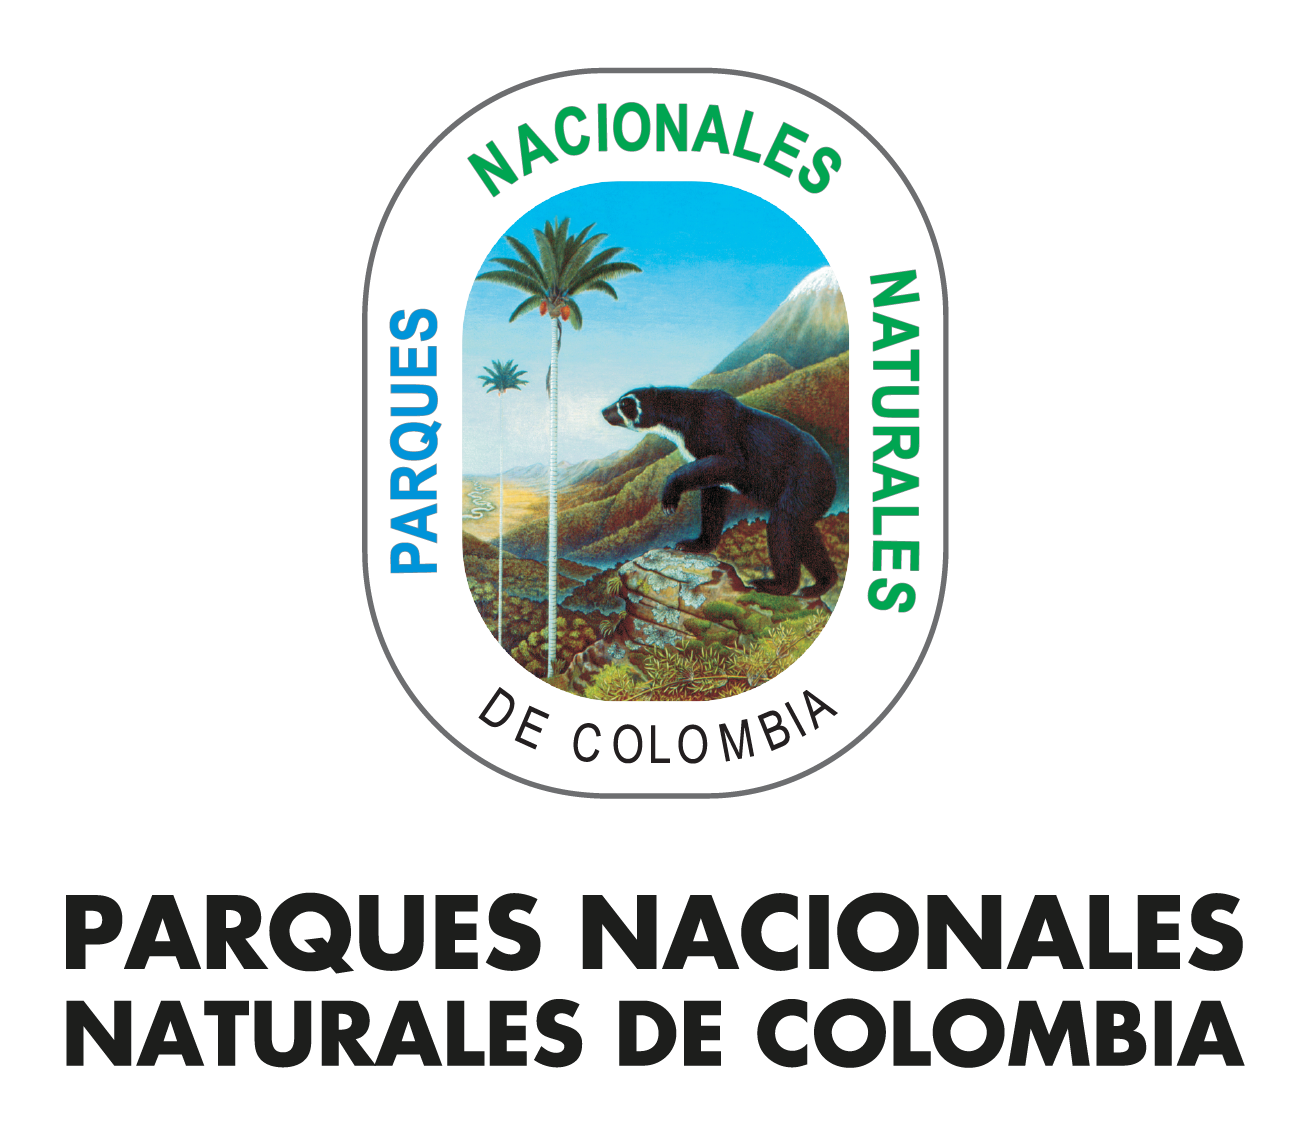 PARQUES
NACIONALES
NATURALES
DE COLOMBIA
PARQUES NACIONALES
NATURALES DE COLOMBIA